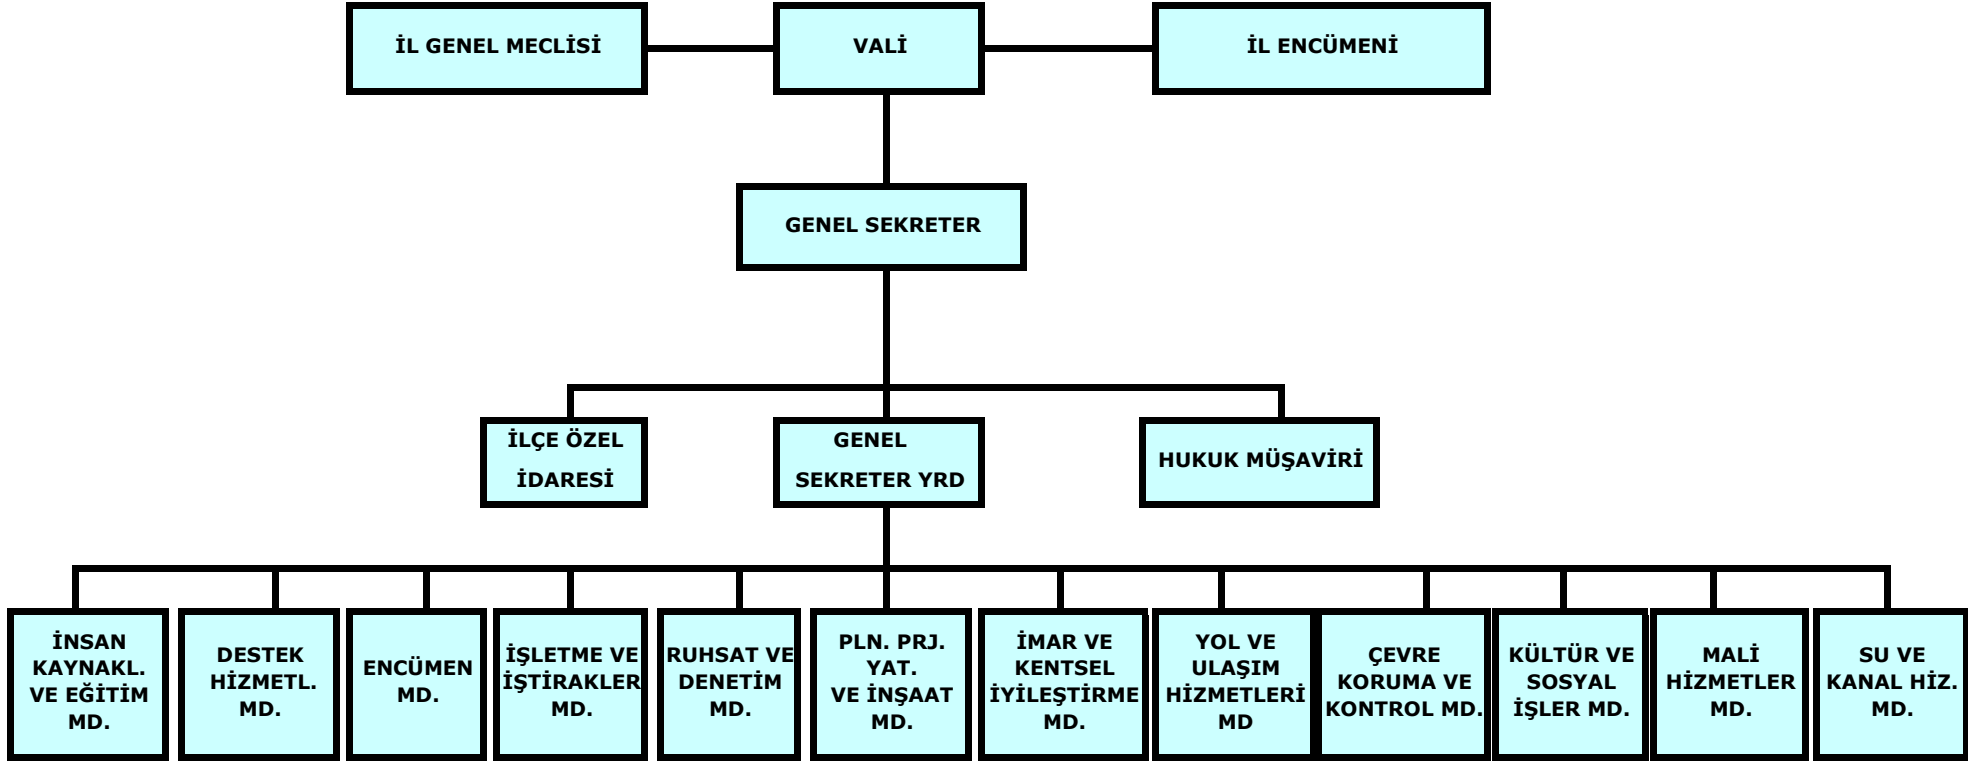 İL GENEL MECLİSİ
VALİ
İL ENCÜMENİ
GENEL SEKRETER
İLÇE ÖZEL
İDARESİ
GENEL
SEKRETER YRD
HUKUK MÜŞAVİRİ
İNSAN
KAYNAKL.
VE EĞİTİM
MD.
DESTEK
HİZMETL.
MD.
ENCÜMEN
MD.
İŞLETME VE
İŞTİRAKLER
MD.
RUHSAT VE
DENETİM
MD.
PLN. PRJ.
YAT.
VE İNŞAAT
MD.
İMAR VE
KENTSEL
İYİLEŞTİRME
MD.
YOL VE
ULAŞIM
HİZMETLERİ
MD
ÇEVRE
KORUMA VE
KONTROL MD.
KÜLTÜR VE
SOSYAL
İŞLER MD.
MALİ
HİZMETLER
MD.
SU VE
KANAL HİZ.
MD.